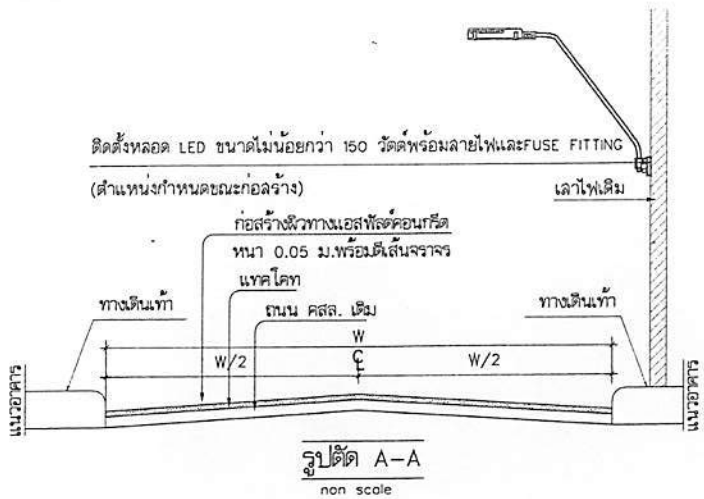 ติดตั้งหลอด LED ขนาดไม่น้อยกว่า 150 วัตต์พร้อมสายไฟและFUSE FITTING
(ตำแหน่งกำหนดขณะก่อสร้าง)
เสาไฟเดิม
ก่อสร้างผิวทางแอสฟัลต์คอนกรีต
หนา 0.05 ม.พร้อมตีเส้นจราจร
แทคโคท
ทางเดินเท้า
ถนน คสล. เดิม
ทางเดินเท้า
W
W/2
CL
W/2
แนวอาคาร
แนวอาคาร
รูปตัด A-A
non scale